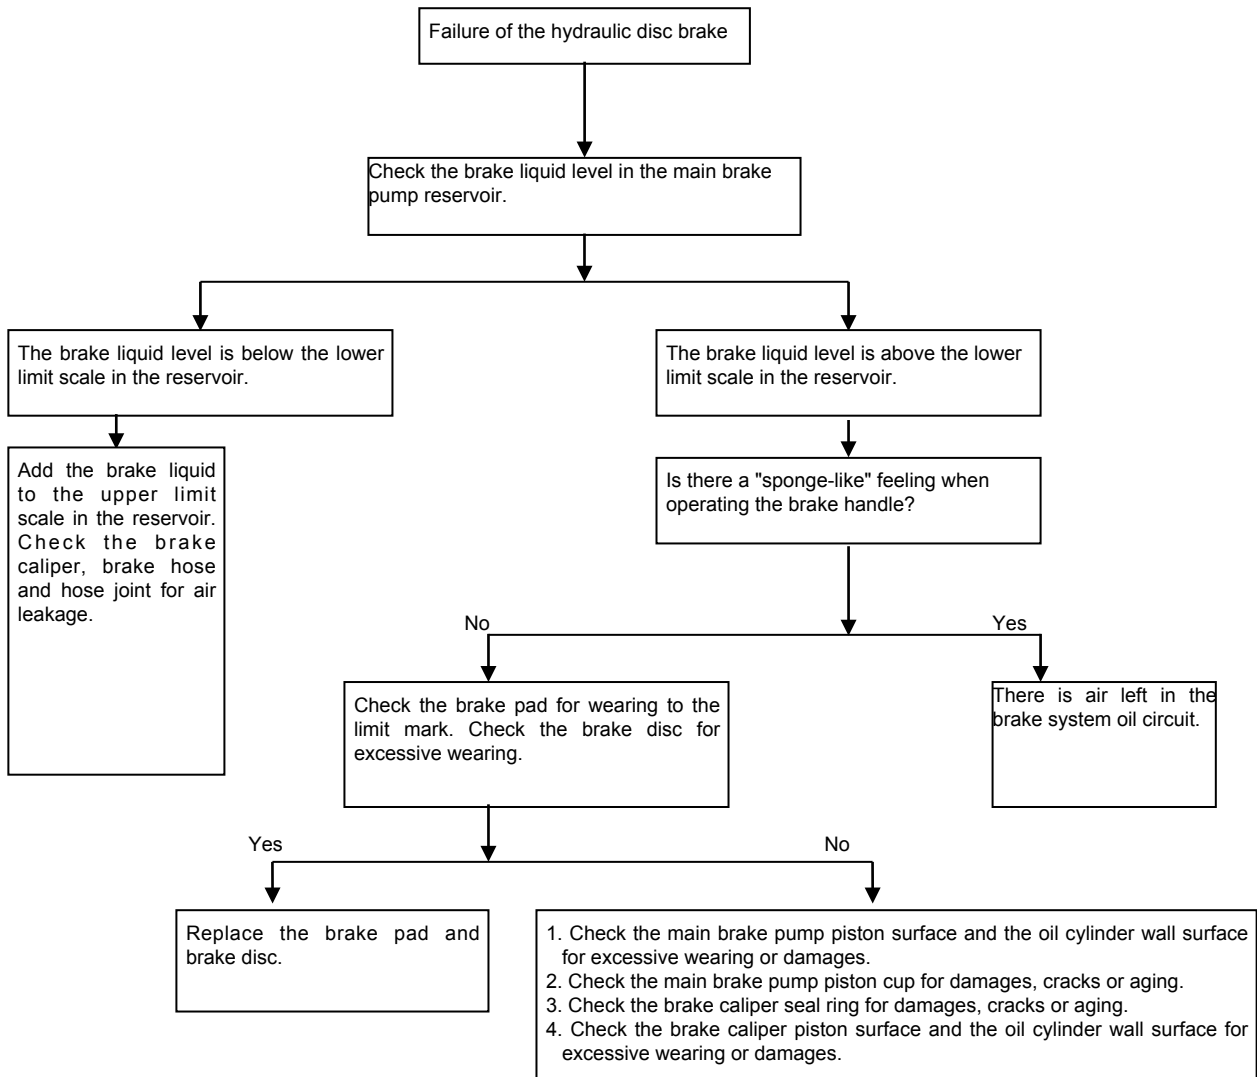 Failure of the hydraulic disc brake
Check the brake liquid level in the main brake
pump reservoir.
The brake liquid level is below the lower
limit scale in the reservoir.
The brake liquid level is above the lower
limit scale in the reservoir.
Add the brake liquid
to the upper limit
scale in the reservoir.
Check the brake
caliper, brake hose
and hose joint for air
leakage.
Is there a "sponge-like" feeling when
operating the brake handle?
No
Yes
Check the brake pad for wearing to the
limit mark. Check the brake disc for
excessive wearing.
There is air left in the
brake system oil circuit.
Yes
No
Replace the brake pad and
brake disc.
1. Check the main brake pump piston surface and the oil cylinder wall surface
for excessive wearing or damages.
2. Check the main brake pump piston cup for damages, cracks or aging.
3. Check the brake caliper seal ring for damages, cracks or aging.
4. Check the brake caliper piston surface and the oil cylinder wall surface for
excessive wearing or damages.